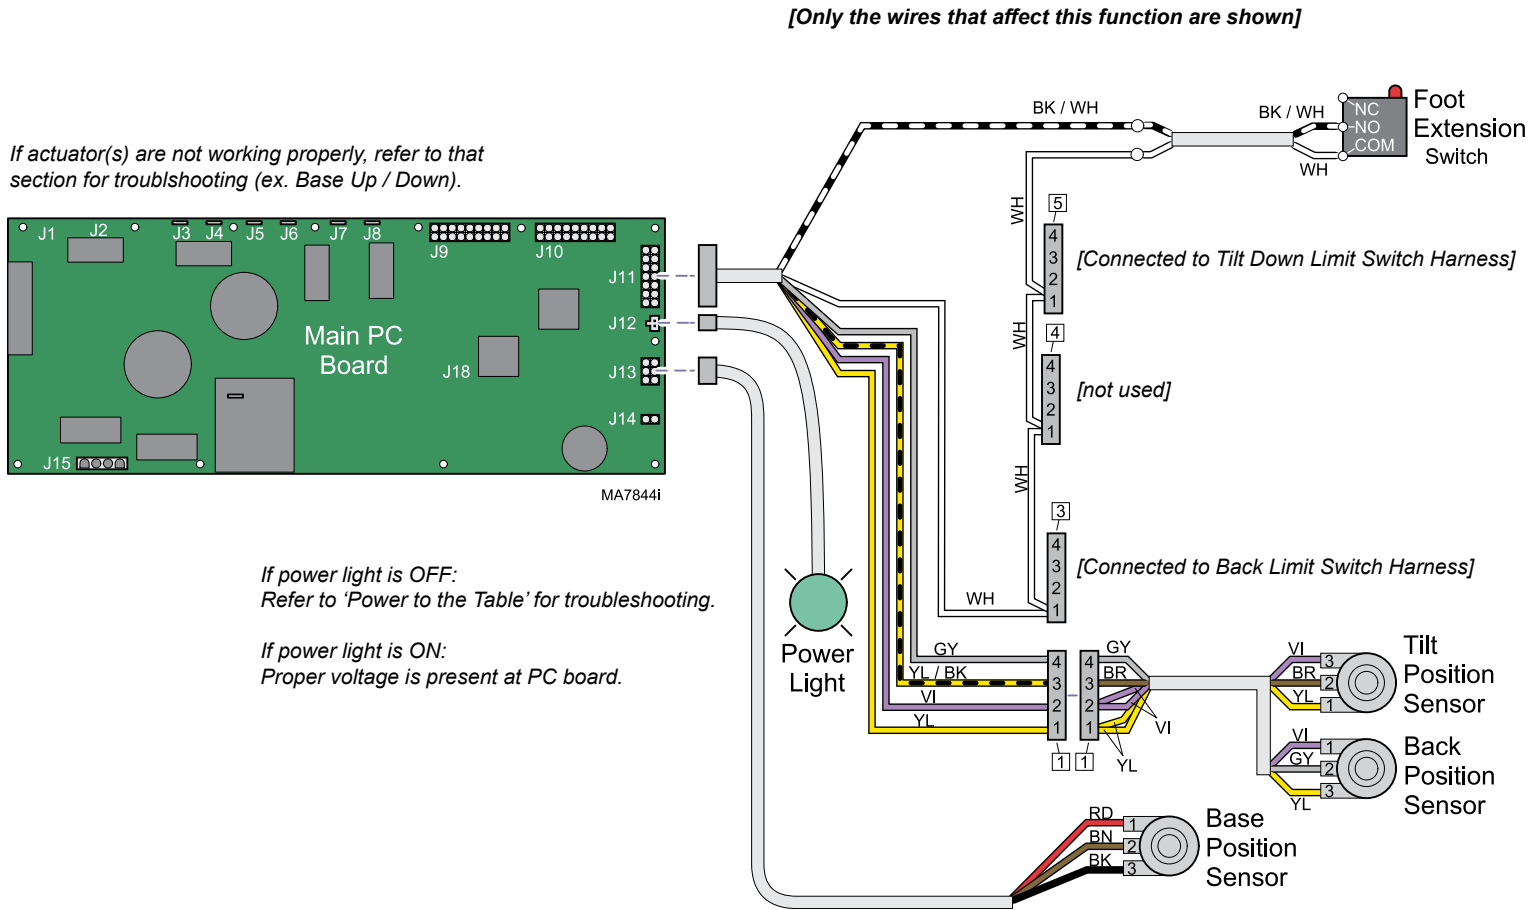 [Only the wires that affect this function are shown]
BK / WH
BK / WH
NC
NO
COM
WH
Foot
Extension
Switch
If actuator(s) are not working properly, refer to that
section for troublshooting (ex. Base Up / Down).
J1
J2
J3
J4
J5
J6
J7
J8
J9
J10
J11
J12
J13
J14
J15
J18
Main PC
Board
MA7844i
WH
5
4
3
2
1
[Connected to Tilt Down Limit Switch Harness]
WH
4
4
3
2
1
[not used]
WH
3
4
3
2
1
[Connected to Back Limit Switch Harness]
WH
If power light is OFF:
Refer to ‘Power to the Table’ for troubleshooting.
If power light is ON:
Proper voltage is present at PC board.
Power
Light
GY
YL / BK
VI
YL
4
3
2
1
1
4
3
2
1
1
GY
BR
VI
YL
VI
BR
YL
3
2
1
Tilt
Position
Sensor
VI
GY
YL
1
2
3
Back
Position
Sensor
RD
BN
BK
1
2
3
Base
Position
Sensor